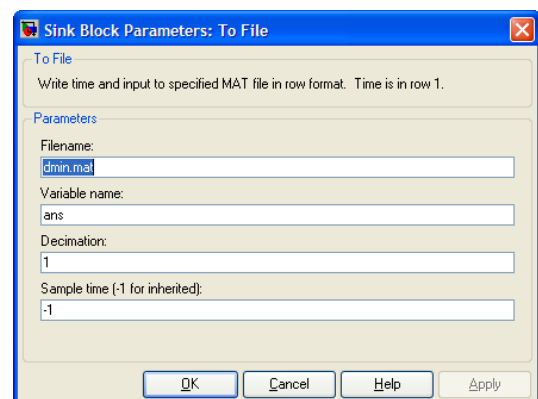 Sink Block Parameters: To File
To File
Write time and input to specified MAT file in row format. Time is in row 1.
Parameters
Filename:
dmin.mat
Variable name:
ans
Decimation:
1
Sample time (-1 for inherited):
-1
OK Cancel Help Apply